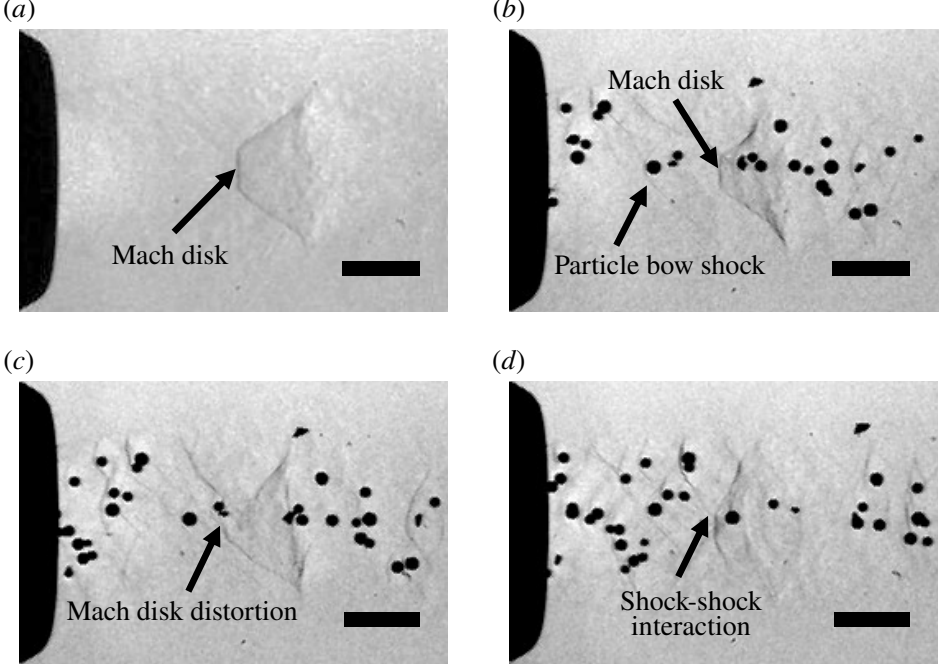 (a)
(b)
Mach disk
Mach disk
Particle bow shock
(c)
(d)
Mach disk distortion
Shock-shock
interaction